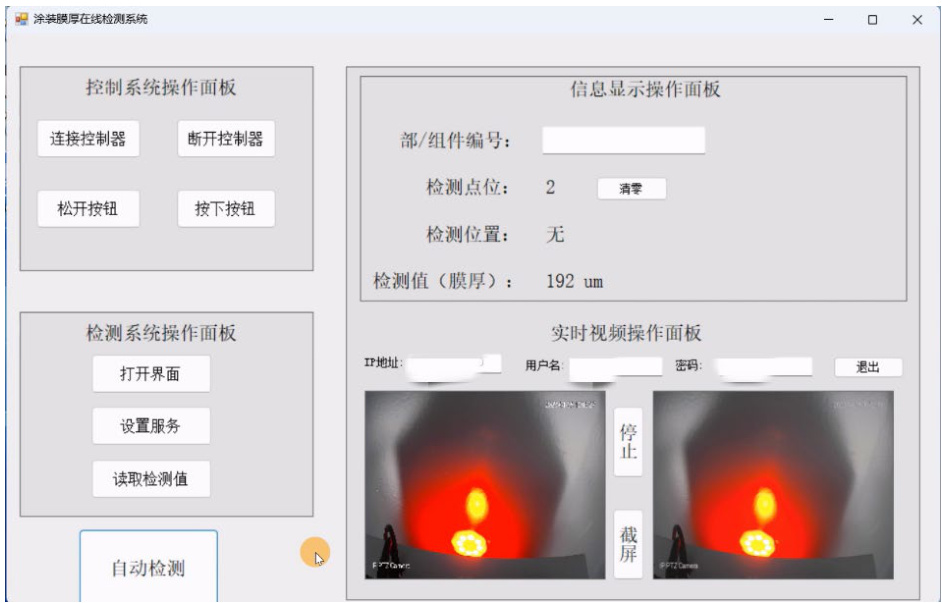 涂装膜厚在线检测系统
控制系统操作面板
连接控制器 断开控制器
松开按钮 按下按钮
检测系统操作面板
打开界面
设置服务
读取检测值
自动检测
信息显示操作面板
部/组件编号:
检测点位: 2 清零
检测位置: 无
检测值（膜厚）: 192 um
实时视频操作面板
IP地址: 用户名: 密码: 退出
停止
截屏
IP PTZ Camera
IP PTZ Camera